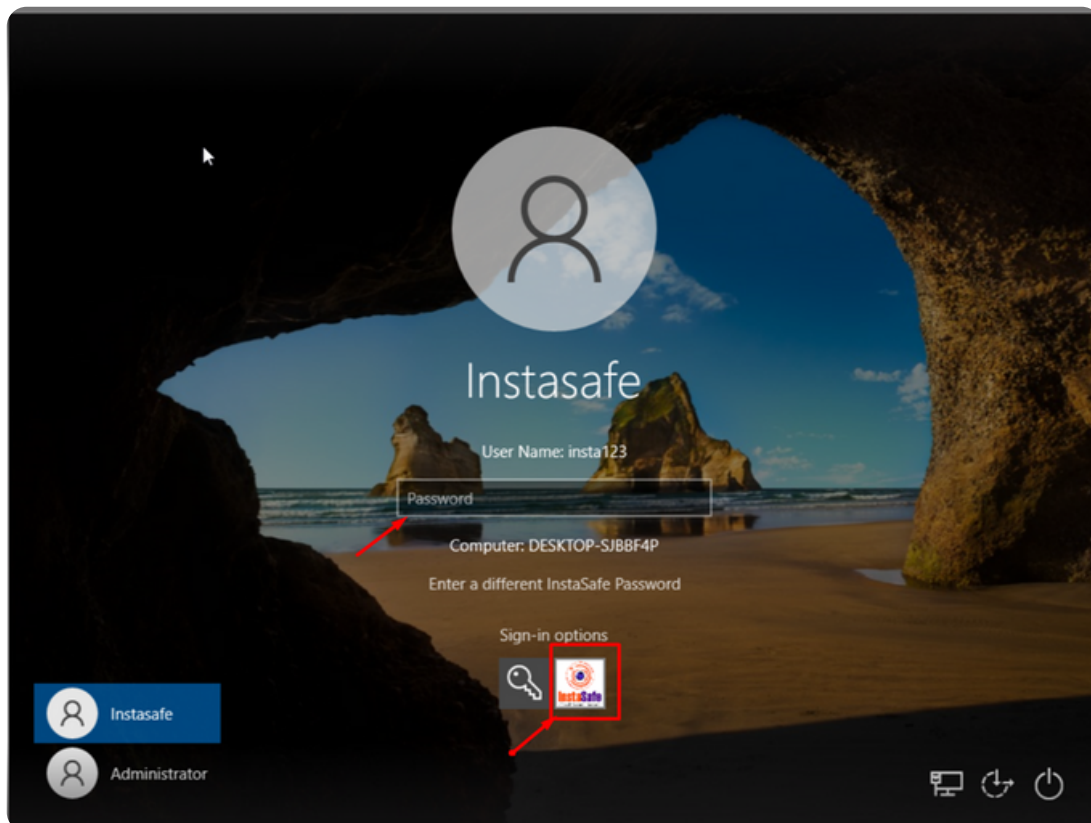 Instasafe
User Name: insta123
Password
Computer: DESKTOP-SJBBF4P
Enter a different InstaSafe Password
Sign-in options
InstaSafe
Instasafe
Administrator